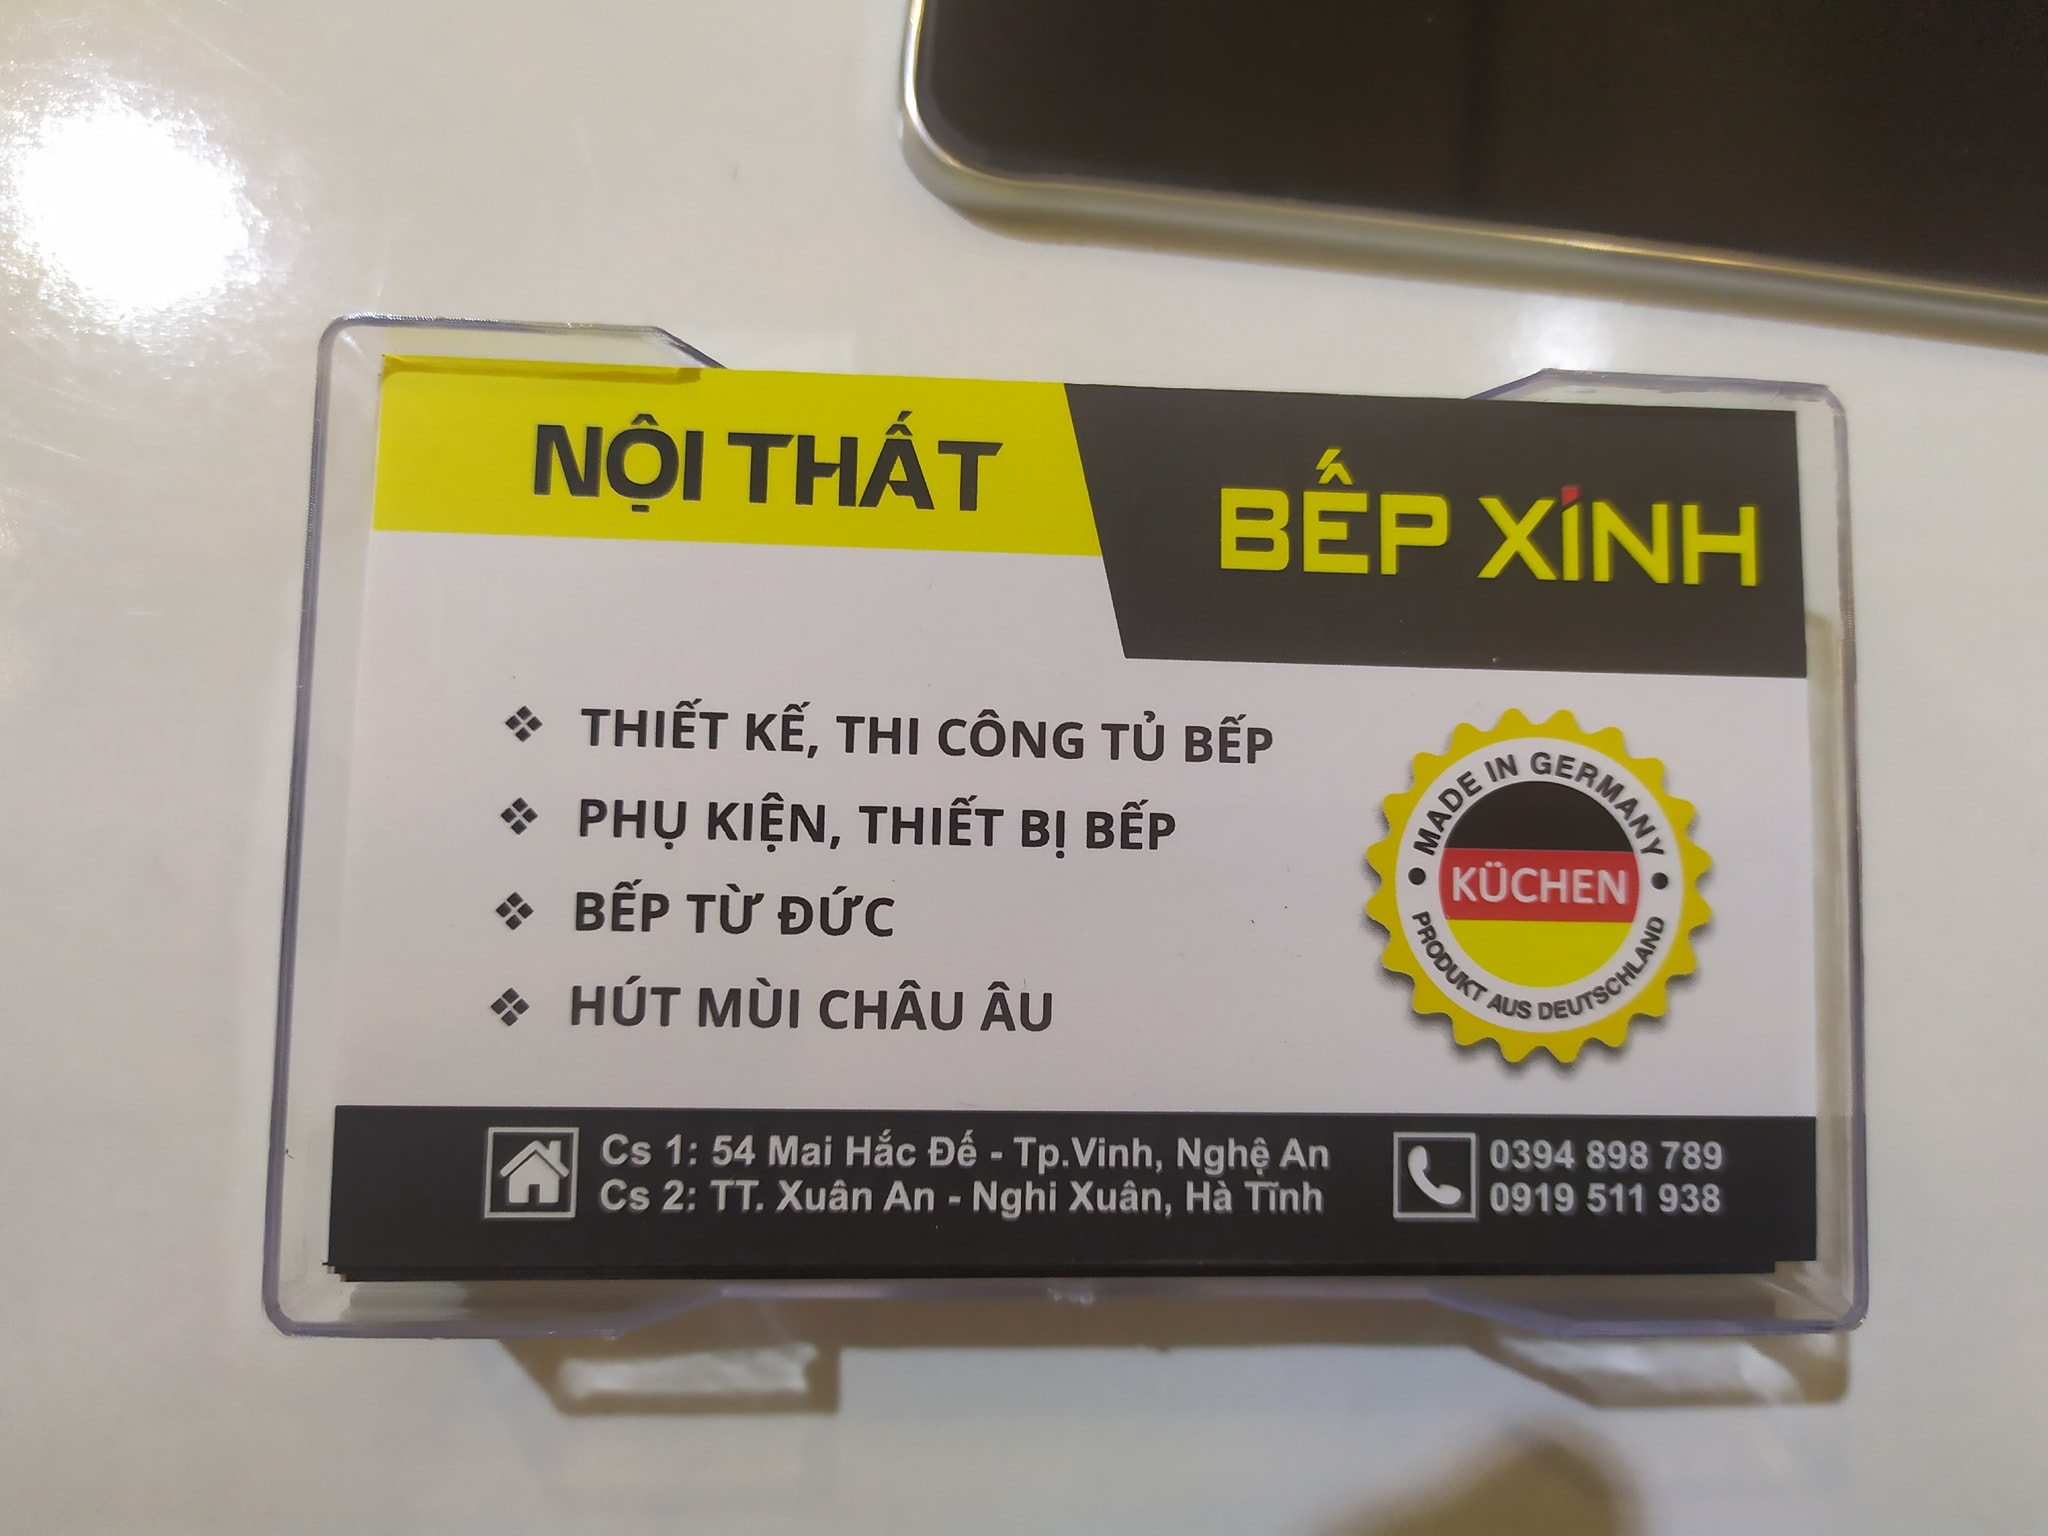 NỘI THẤT
BẾP XINH
THIẾT KẾ, THI CÔNG TỦ BẾP
PHỤ KIỆN, THIẾT BỊ BẾP
BẾP TỪ ĐỨC
HÚT MÙI CHÂU ÂU
MADE IN GERMANY
KÜCHEN
PRODUKT AUS DEUTSCHLAND
Cs 1: 54 Mai Hắc Đế - Tp.Vinh, Nghệ An
Cs 2: TT. Xuân An - Nghi Xuân, Hà Tĩnh
0394 898 789
0919 511 938